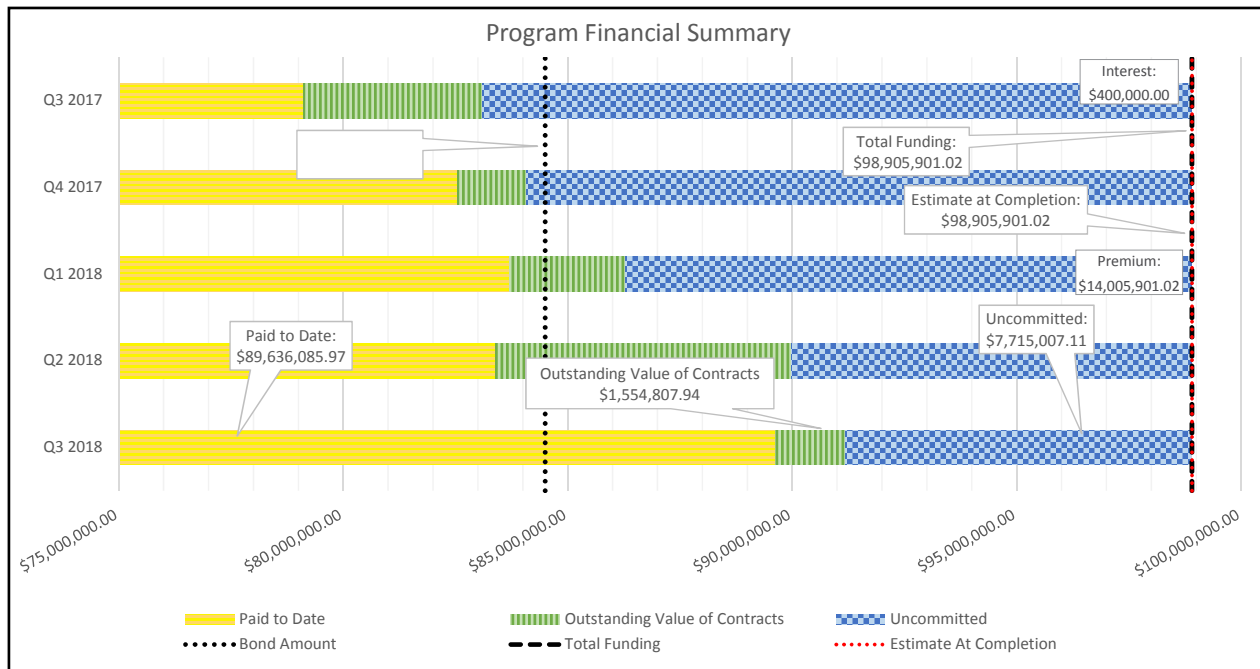 Program Financial Summary
Q3 2017
Interest:
$400,000.00
Total Funding:
$98,905,901.02
Q4 2017
Estimate at Completion:
$98,905,901.02
Q1 2018
Premium:
$14,005,901.02
Paid to Date:
$89,636,085.97
Uncommitted:
$7,715,007.11
Q2 2018
Outstanding Value of Contracts
$1,554,807.94
Q3 2018
$75,000,000.00
$80,000,000.00
$85,000,000.00
$90,000,000.00
$95,000,000.00
$100,000,000.00
Paid to Date
Outstanding Value of Contracts
Uncommitted
Bond Amount
Total Funding
Estimate At Completion